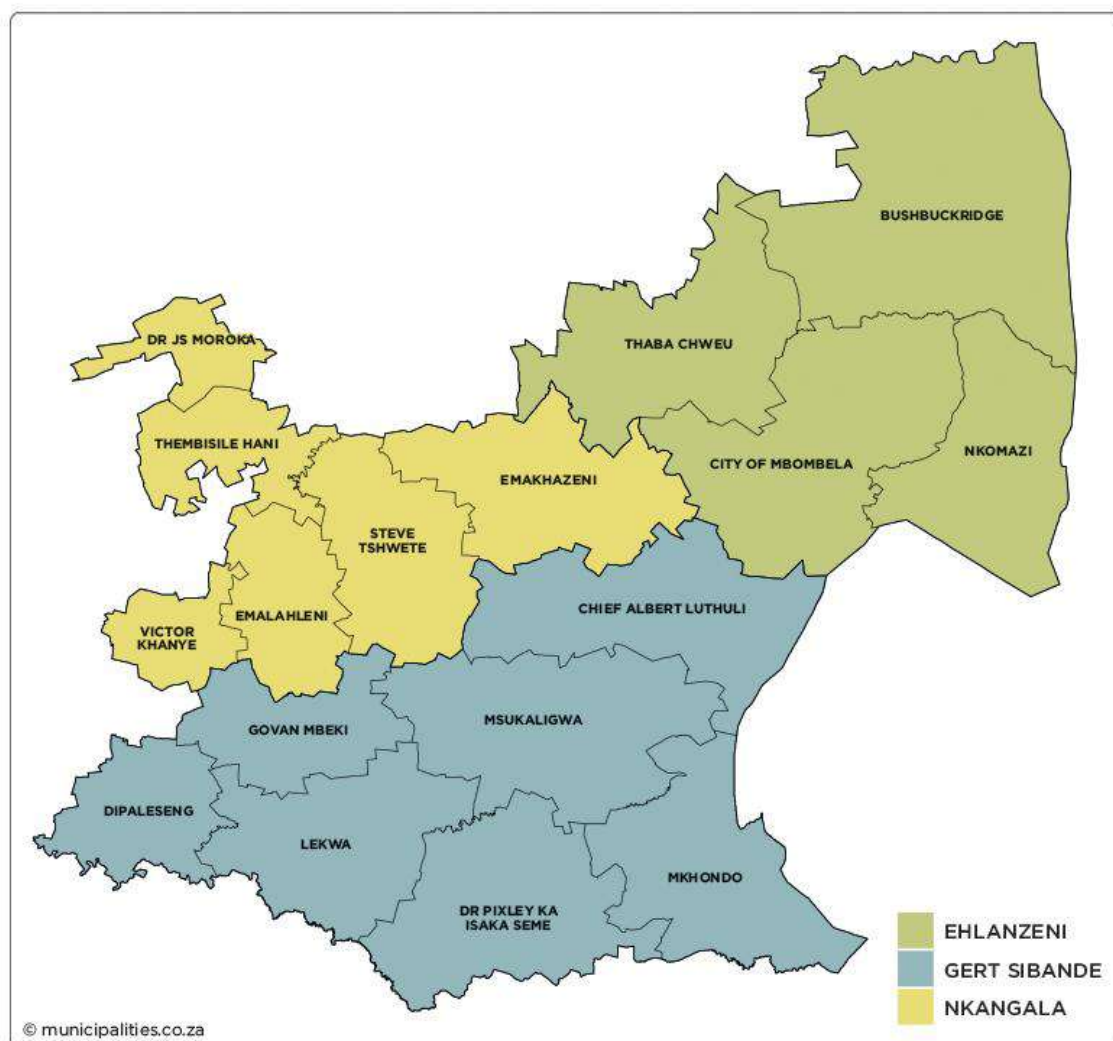 BUSHBUCKRIDGE
DR JS MOROKA
THABA CHWEU
THEMBISILE HANI
NKOMAZI
CITY OF MBOMBELA
EMAKHAZENI
STEVE
TSHWETE
CHIEF ALBERT LUTHULI
EMALAHLENI
VICTOR
KHANYE
MSUKALIGWA
GOVAN MBEKI
DIPALESENG
LEKWA
MKHONDO
DR PIXLEY KA
ISAKA SEME
EHLANZENI
GERT SIBANDE
NKANGALA
© municipalities.co.za